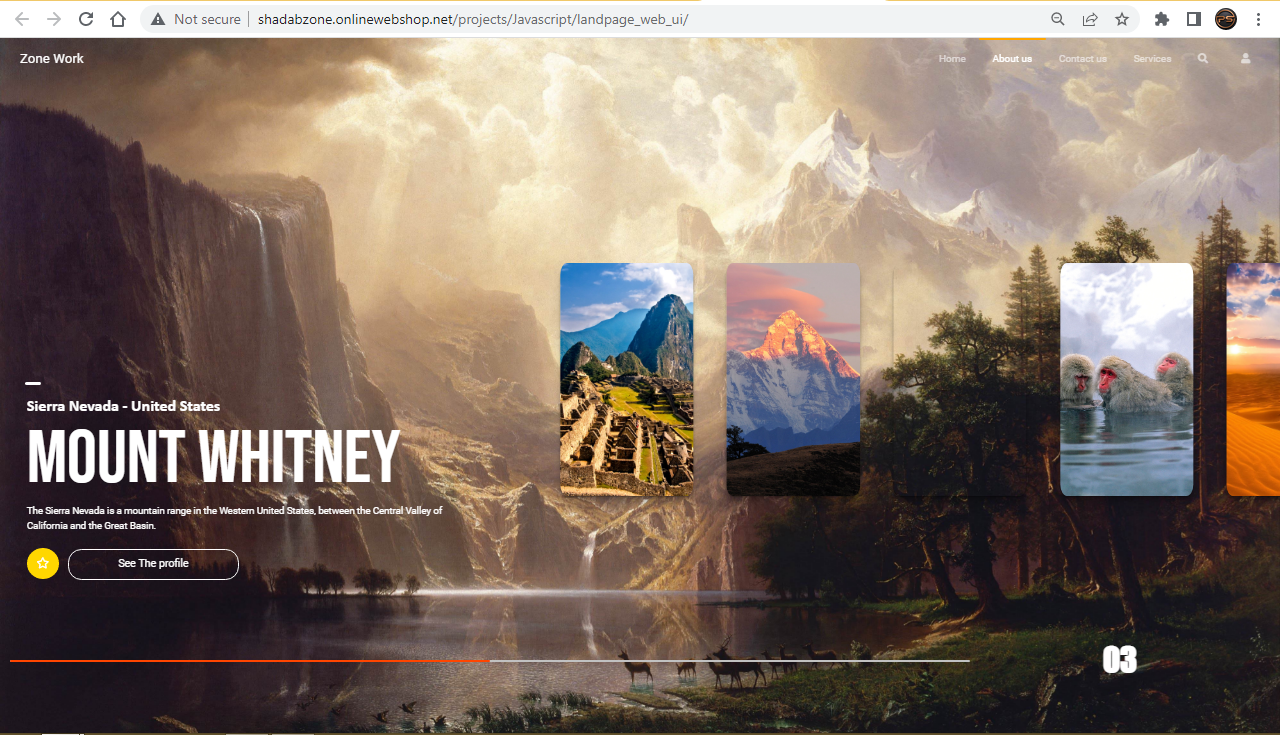 Not secure
shadabzone.onlinewebshop.net/projects/Javascript/landpage_web_ui/
Zone Work
Home
About us
Contact us
Services
Sierra Nevada - United States
MOUNT WHITNEY
The Sierra Nevada is a mountain range in the Western United States, between the Central Valley of
California and the Great Basin.
See The profile
03